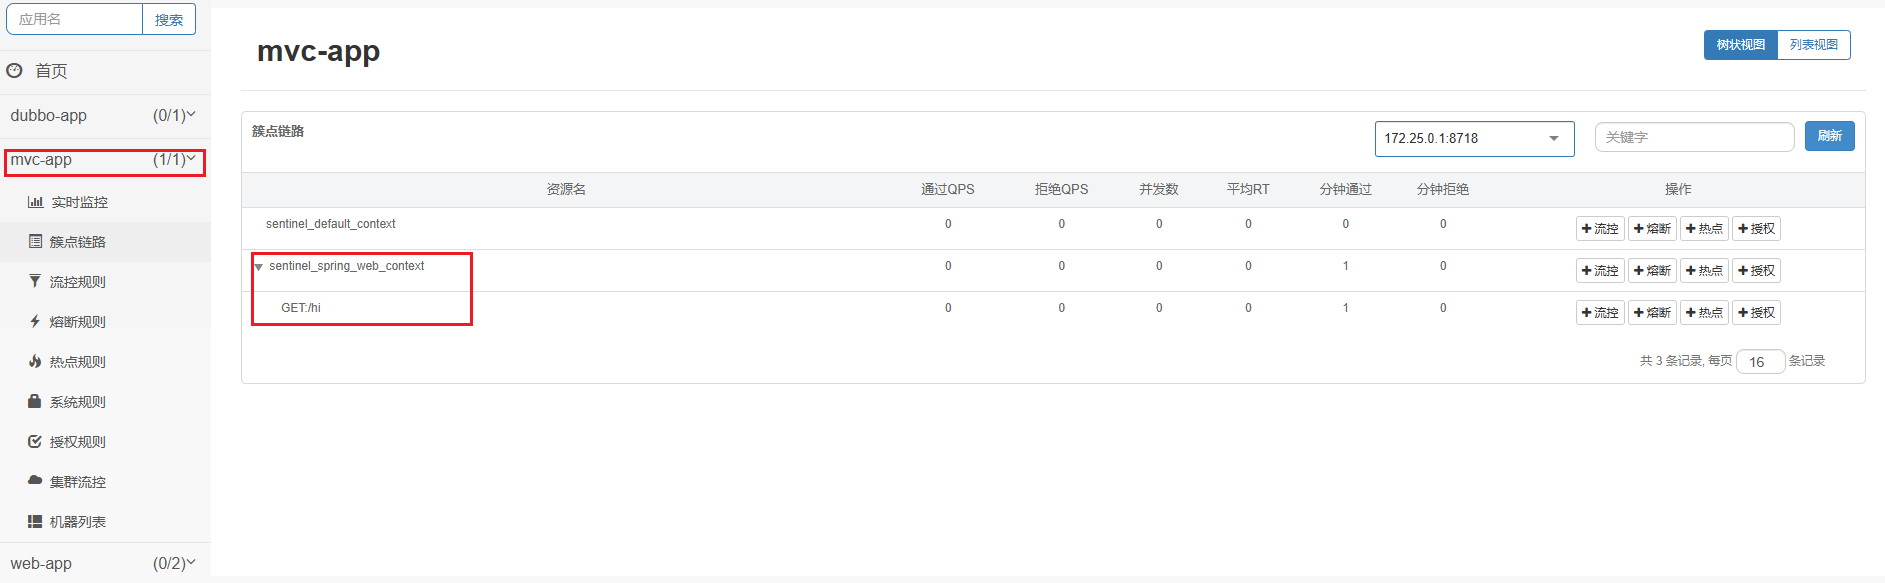 应用名 搜索
首页
dubbo-app (0/1)
mvc-app (1/1)
实时监控
簇点链路
流控规则
熔断规则
热点规则
系统规则
授权规则
集群流控
机器列表
web-app (0/2)
mvc-app
树状视图 列表视图
簇点链路
172.25.0.1:8718 关键字 刷新
资源名 通过QPS 拒绝QPS 并发数 平均RT 分钟通过 分钟拒绝 操作
sentinel_default_context 0 0 0 0 0 0 +流控 +熔断 +热点 +授权
sentinel_spring_web_context 0 0 0 0 1 0 +流控 +熔断 +热点 +授权
GET:/hi 0 0 0 0 1 0 +流控 +熔断 +热点 +授权
共 3 条记录, 每页 16 条记录